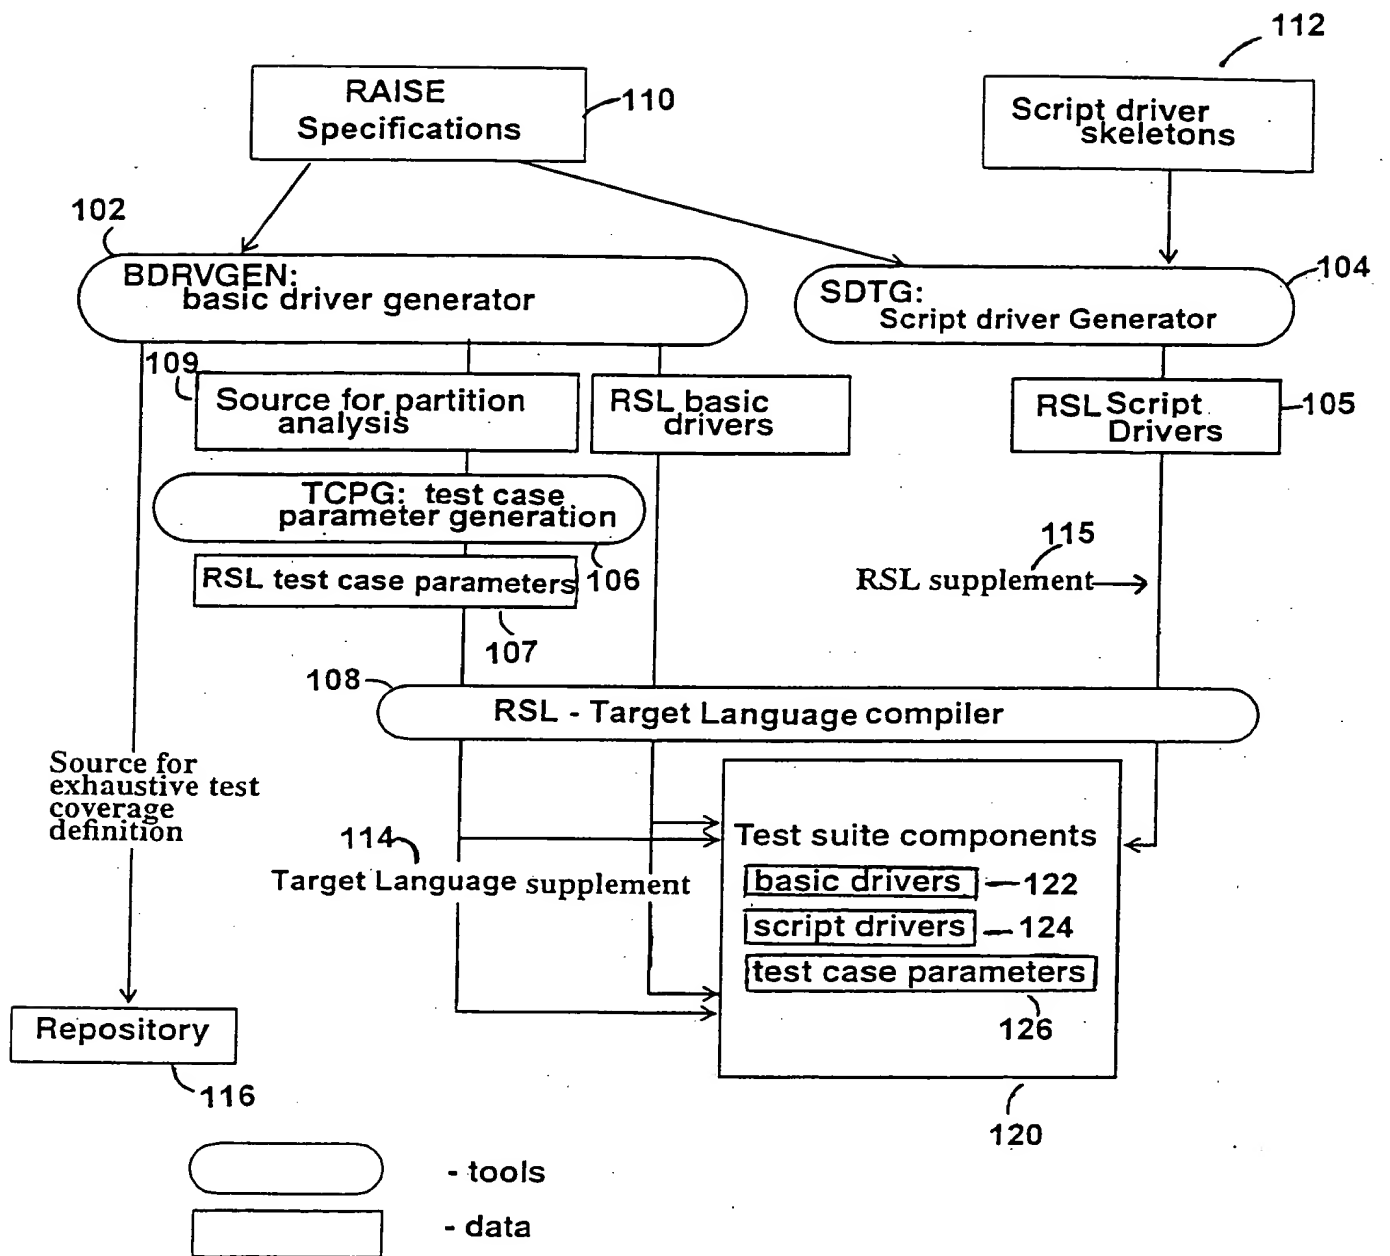 112
RAISE
Specifications
110
Script driver
skeletons
102
BDRVGEN:
basic driver generator
104
SDTG:
Script driver Generator
109
Source for partition
analysis
RSL basic
drivers
RSL Script
Drivers
105
TCPG: test case
parameter generation
106
RSL test case parameters
107
115
RSL supplement
108
RSL - Target Language compiler
Source for
exhaustive test
coverage
definition
114
Target Language supplement
Test suite components
basic drivers
122
script drivers
124
test case parameters
126
120
Repository
116
- tools
- data